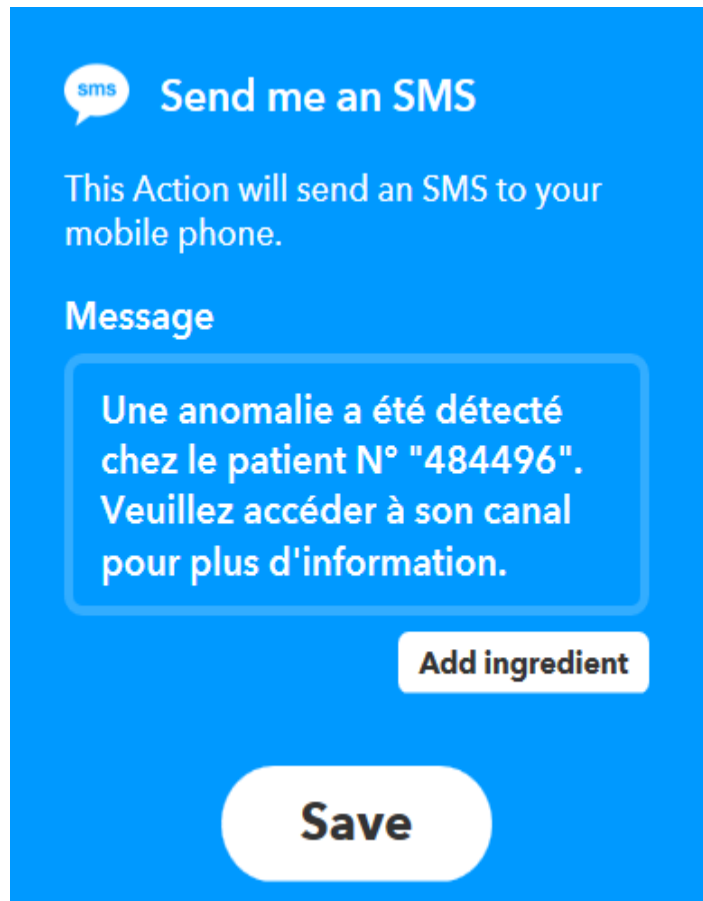 sms
Send me an SMS
This Action will send an SMS to your
mobile phone.
Message
Une anomalie a été détecté
chez le patient N° "484496".
Veuillez accéder à son canal
pour plus d'information.
Add ingredient
Save